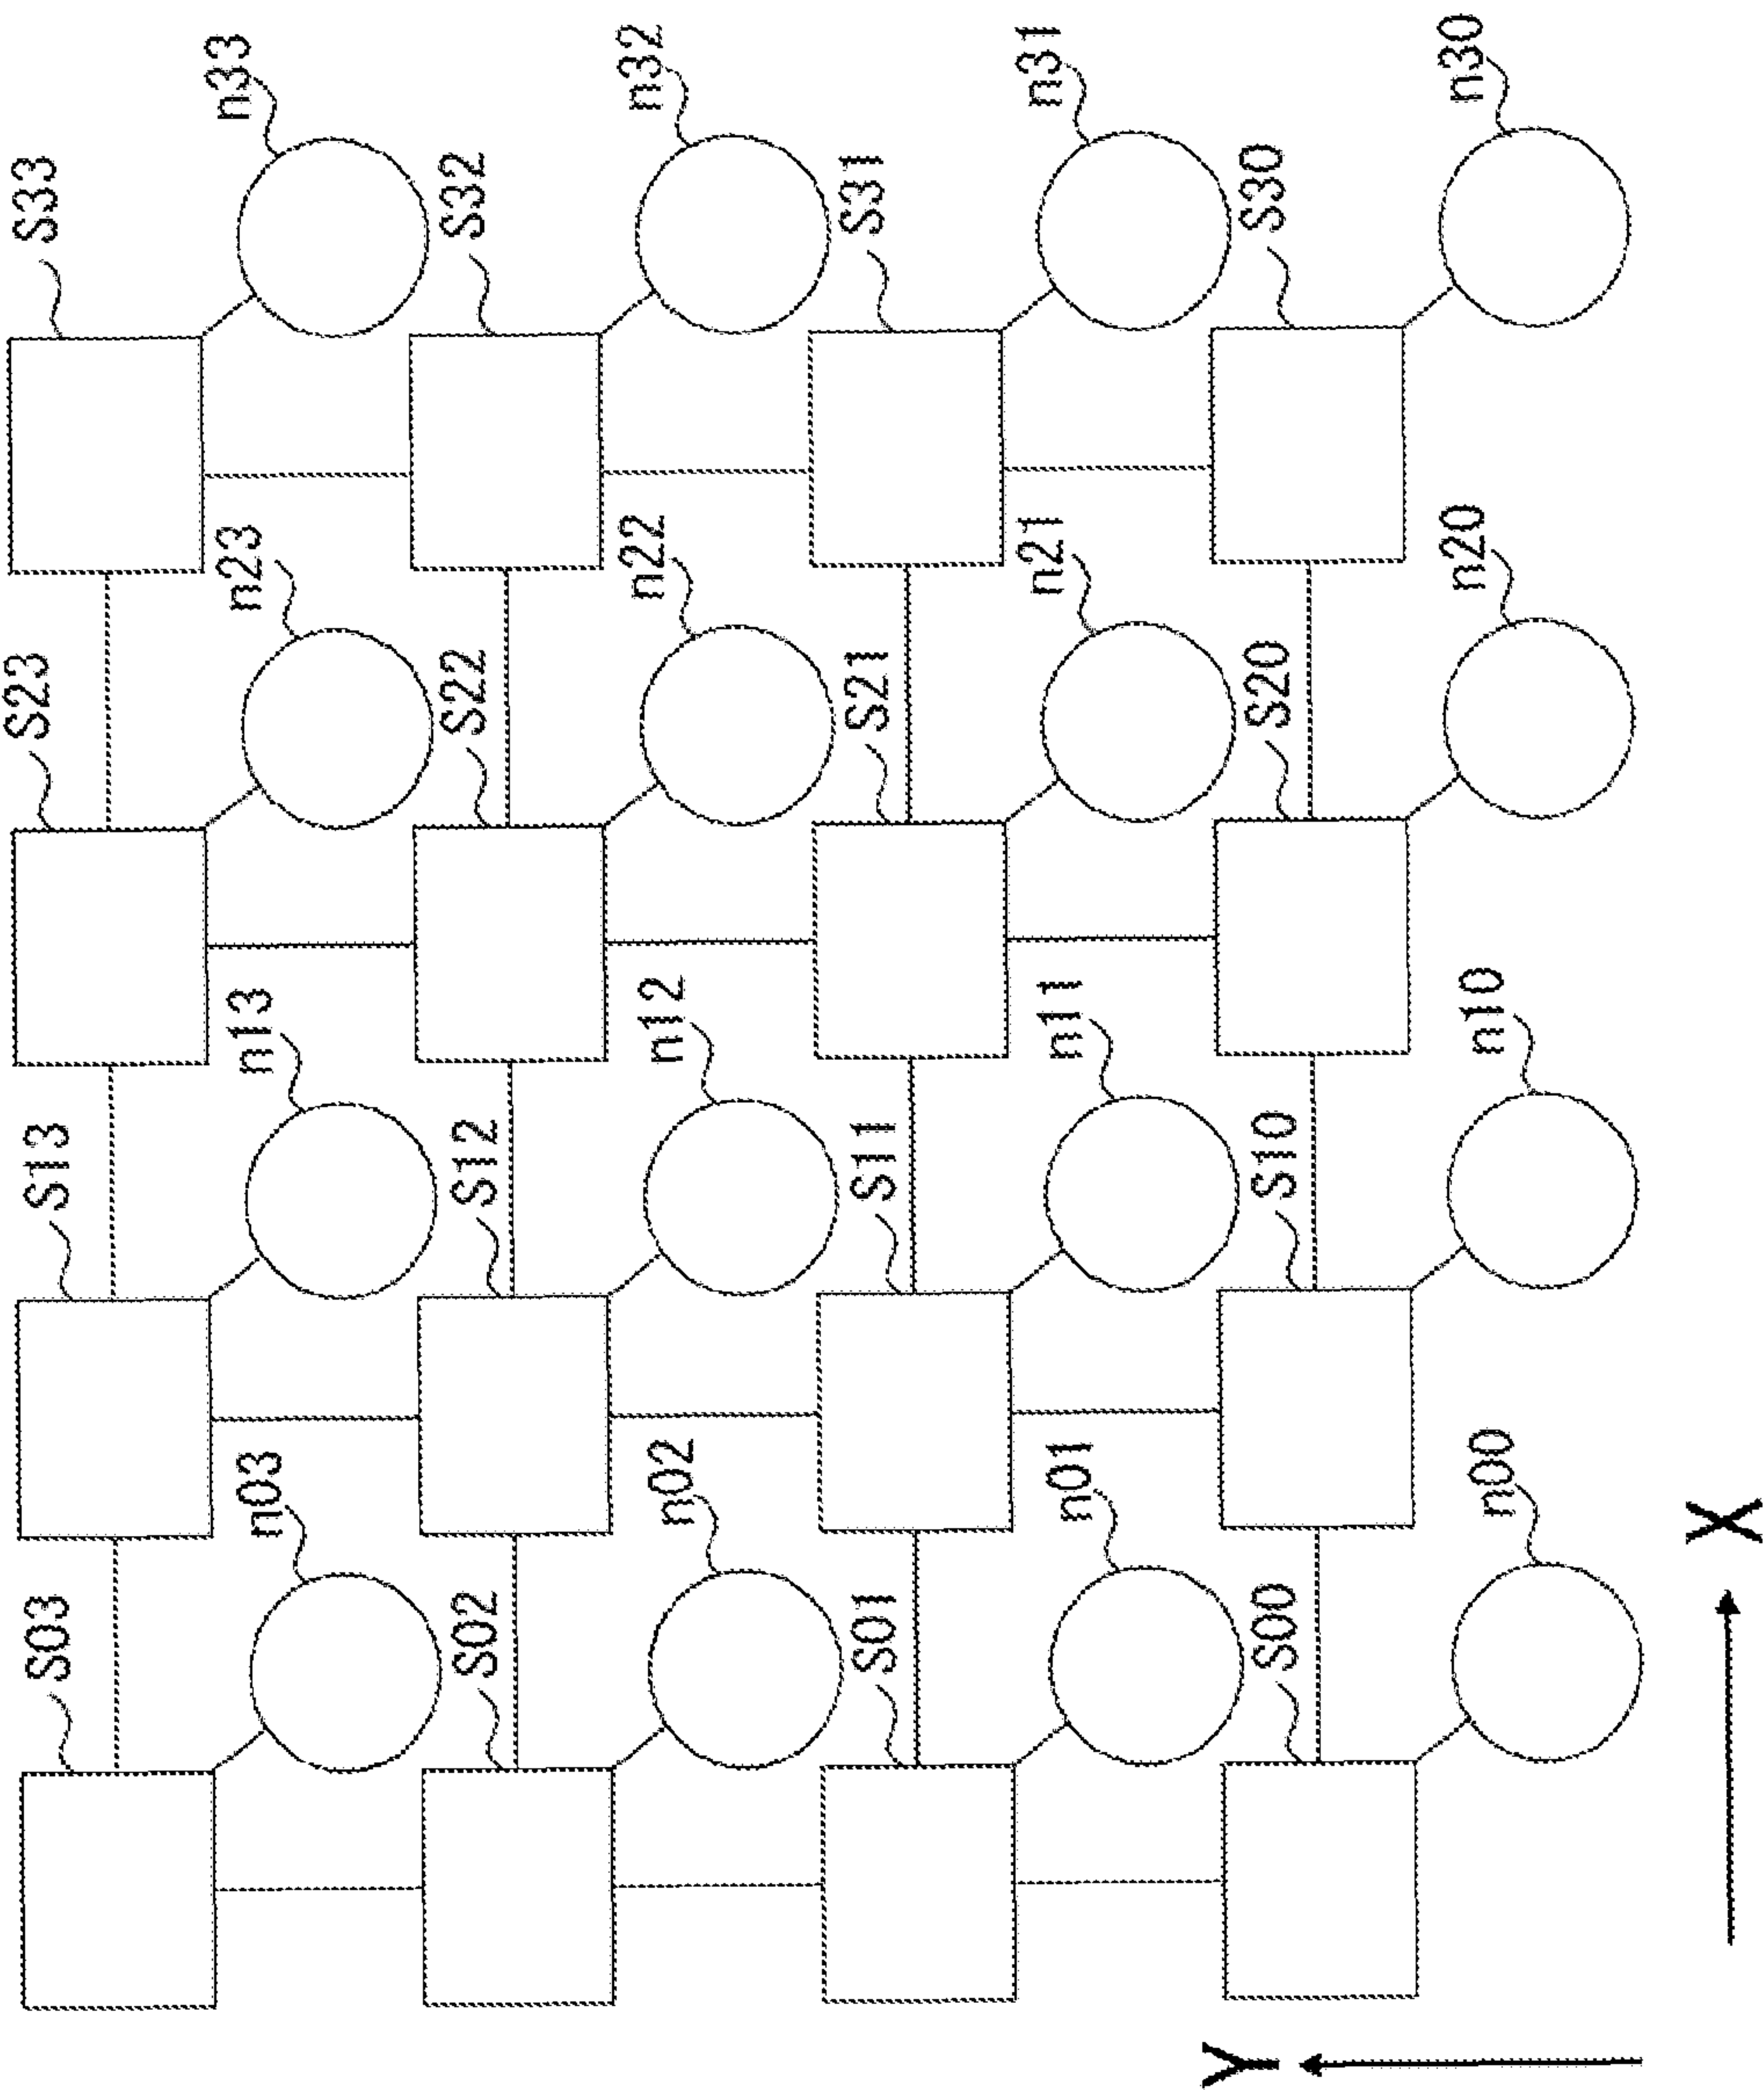 S03 S13 S23 S33
n03 n13 n23 n33
S02 S12 S22 S32
n02 n12 n22 n32
S01 S11 S21 S31
n01 n11 n21 n31
Y
S00 S10 S20 S30
n00 n10 n20 n30
X